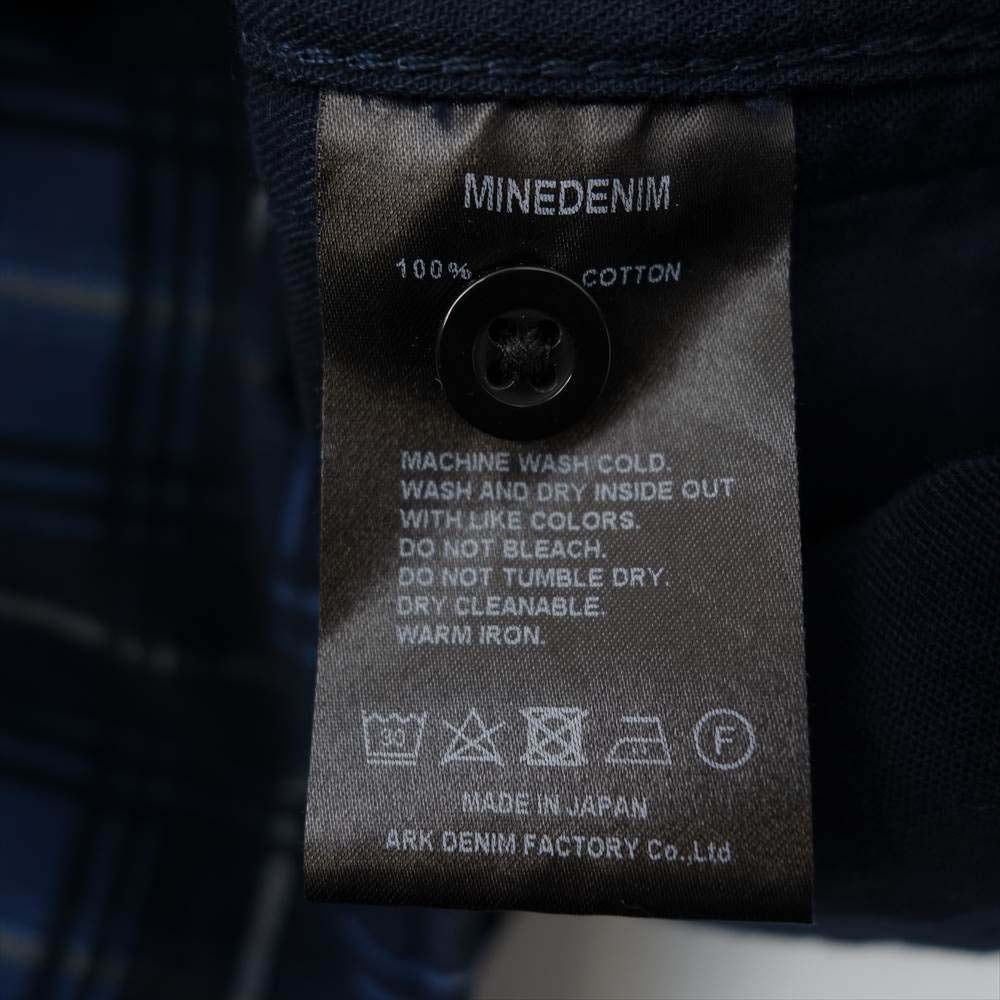 MINEDENIM
100% COTTON
MACHINE WASH COLD.
WASH AND DRY INSIDE OUT
WITH LIKE COLORS.
DO NOT BLEACH.
DO NOT TUMBLE DRY.
DRY CLEANABLE.
WARM IRON.
30 F
MADE IN JAPAN
ARK DENIM FACTORY Co.,Ltd